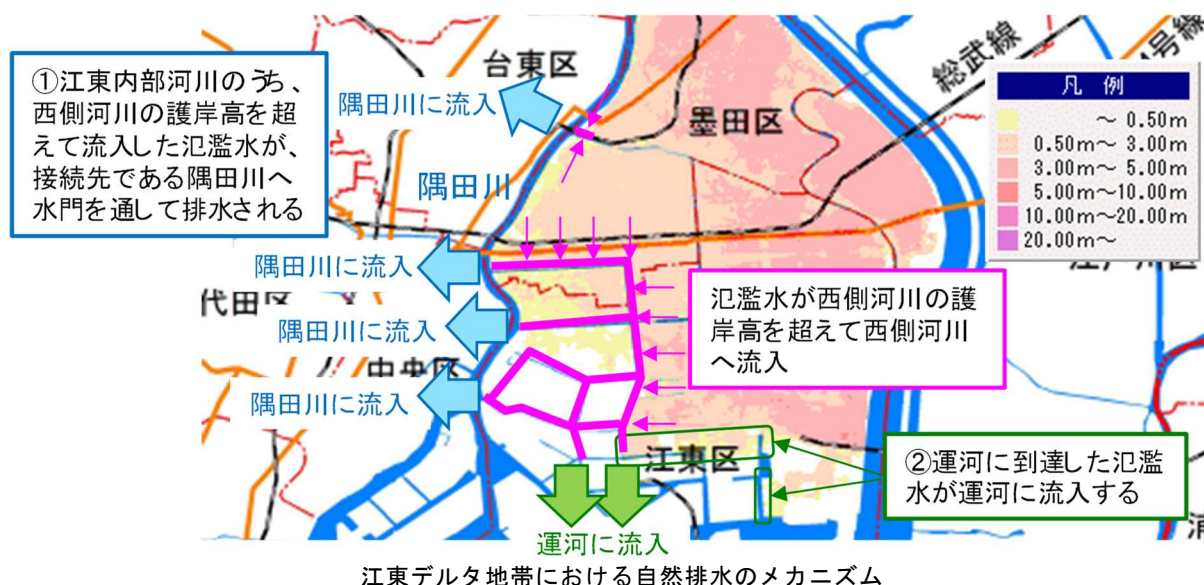 台東区
総武線
4号線
①江東内部河川のうち、
西側河川の護岸高を超
えて流入した氾濫水が、
接続先である隅田川へ
水門を通して排水される
隅田川に流入
墨田区
凡 例
～ 0.50m
0.50m～ 3.00m
3.00m～ 5.00m
5.00m～10.00m
10.00m～20.00m
20.00m～
隅田川
隅田川に流入
代田区
江戸川区
氾濫水が西側河川の護
岸高を超えて西側河川
へ流入
隅田川に流入
中央区
隅田川に流入
江東区
②運河に到達した氾濫
水が運河に流入する
浦
運河に流入
江東デルタ地帯における自然排水のメカニズム